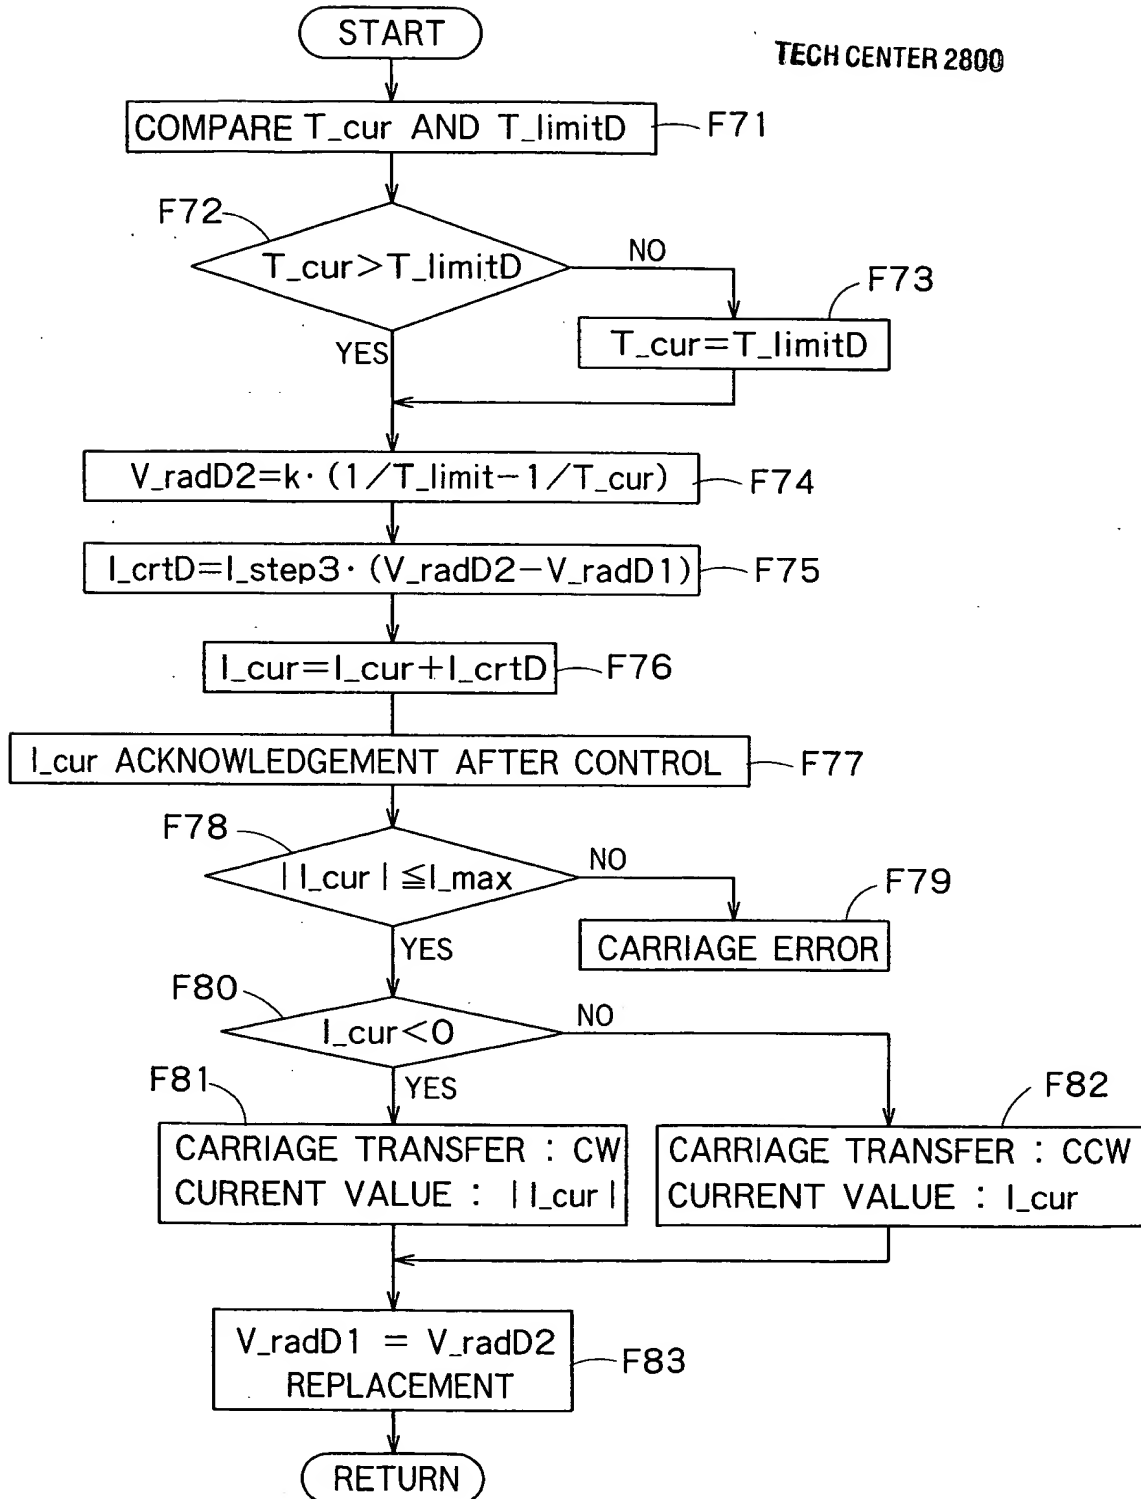 START
TECH CENTER 2800
COMPARE T_cur AND T_limitD
F71
F72
T_cur>T_limitD
NO
F73
YES
T_cur=T_limitD
V_radD2=k·(1/T_limit-1/T_cur)
F74
I_crtD=I_step3·(V_radD2-V_radD1)
F75
I_cur=I_cur+I_crtD
F76
I_cur ACKNOWLEDGEMENT AFTER CONTROL
F77
F78
|I_cur|≦I_max
NO
F79
YES
CARRIAGE ERROR
F80
I_cur<0
NO
F81
YES
F82
CARRIAGE TRANSFER : CW
CURRENT VALUE : |I_cur|
CARRIAGE TRANSFER : CCW
CURRENT VALUE : I_cur
V_radD1 = V_radD2
REPLACEMENT
F83
RETURN